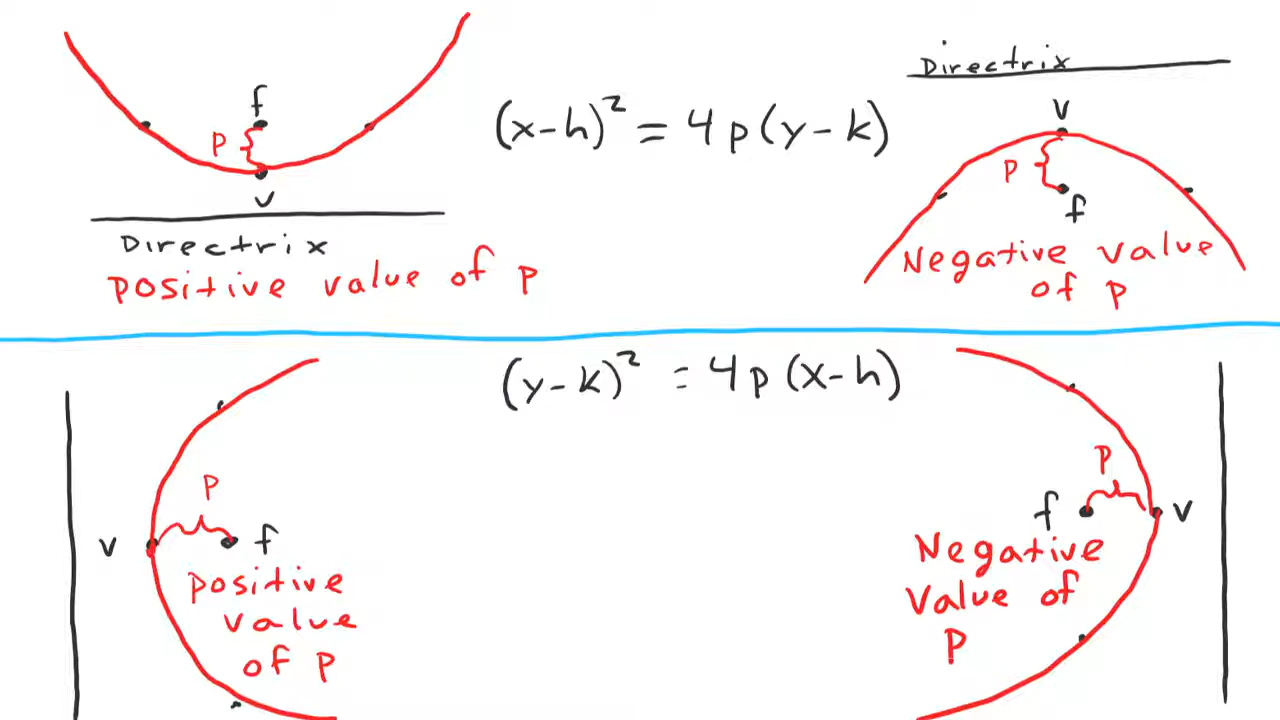 f
p
v
Directrix
positive value of p
(x-h)² = 4p(y-k)
Directrix
v
p
f
Negative value
of p
(y-k)² = 4p(x-h)
p
v
f
positive
value
of p
p
f
v
Negative
value of
p